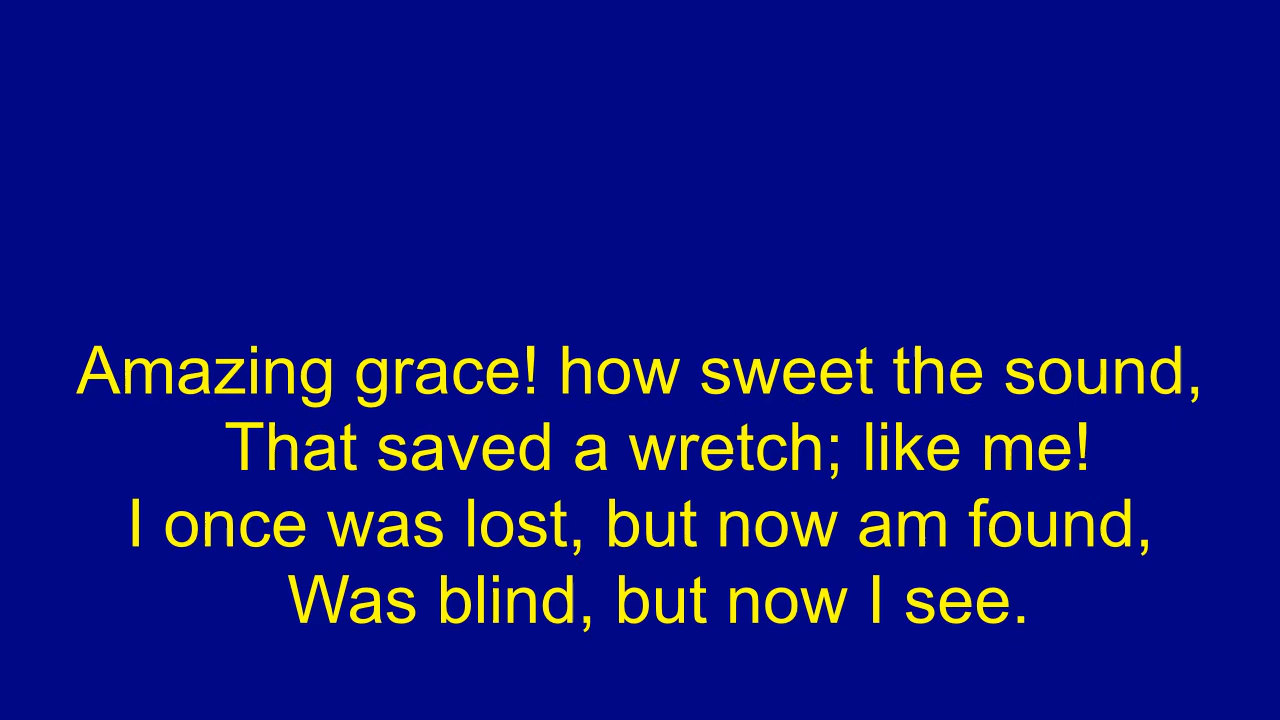 Amazing grace! how sweet the sound,
That saved a wretch; like me!
I once was lost, but now am found,
Was blind, but now I see.